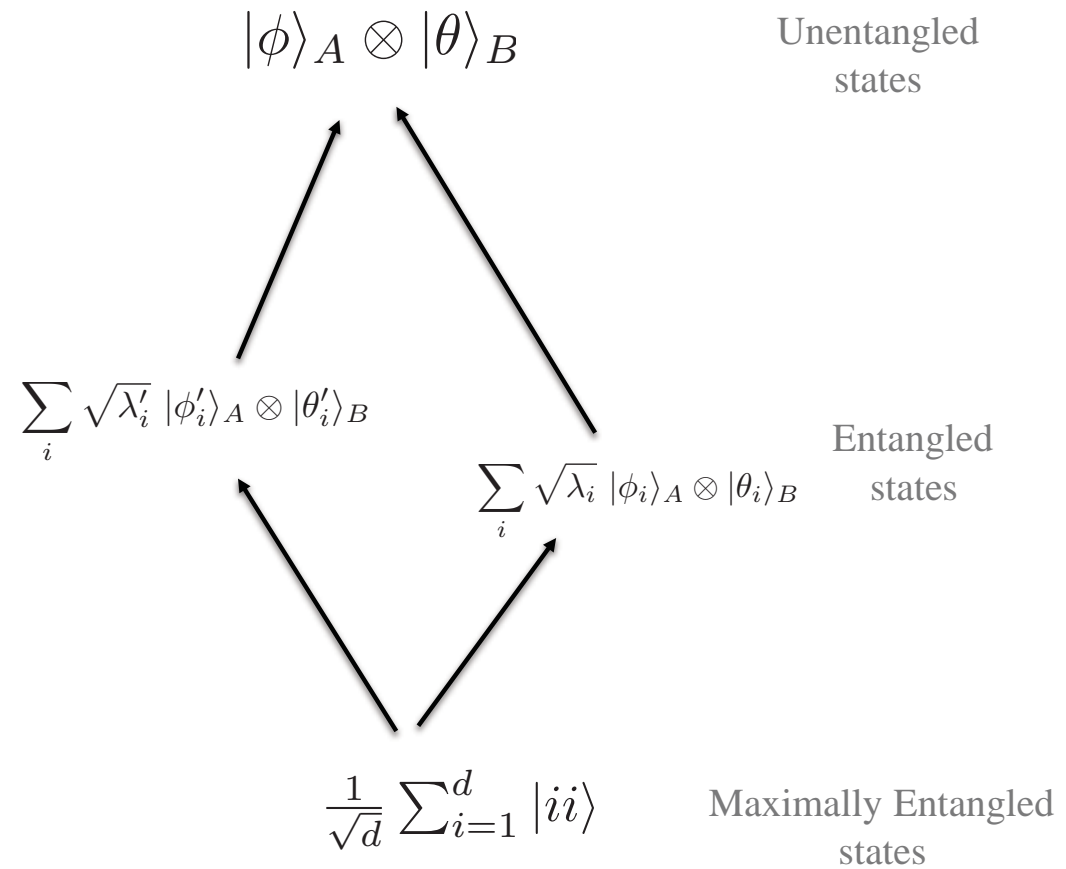 |ϕ⟩_A ⊗ |θ⟩_B
Unentangled
states
∑_i √λ′_i |ϕ′_i⟩_A ⊗ |θ′_i⟩_B
Entangled
states
∑_i √λ_i |ϕ_i⟩_A ⊗ |θ_i⟩_B
1/√d ∑_{i=1}^d |ii⟩
Maximally Entangled
states